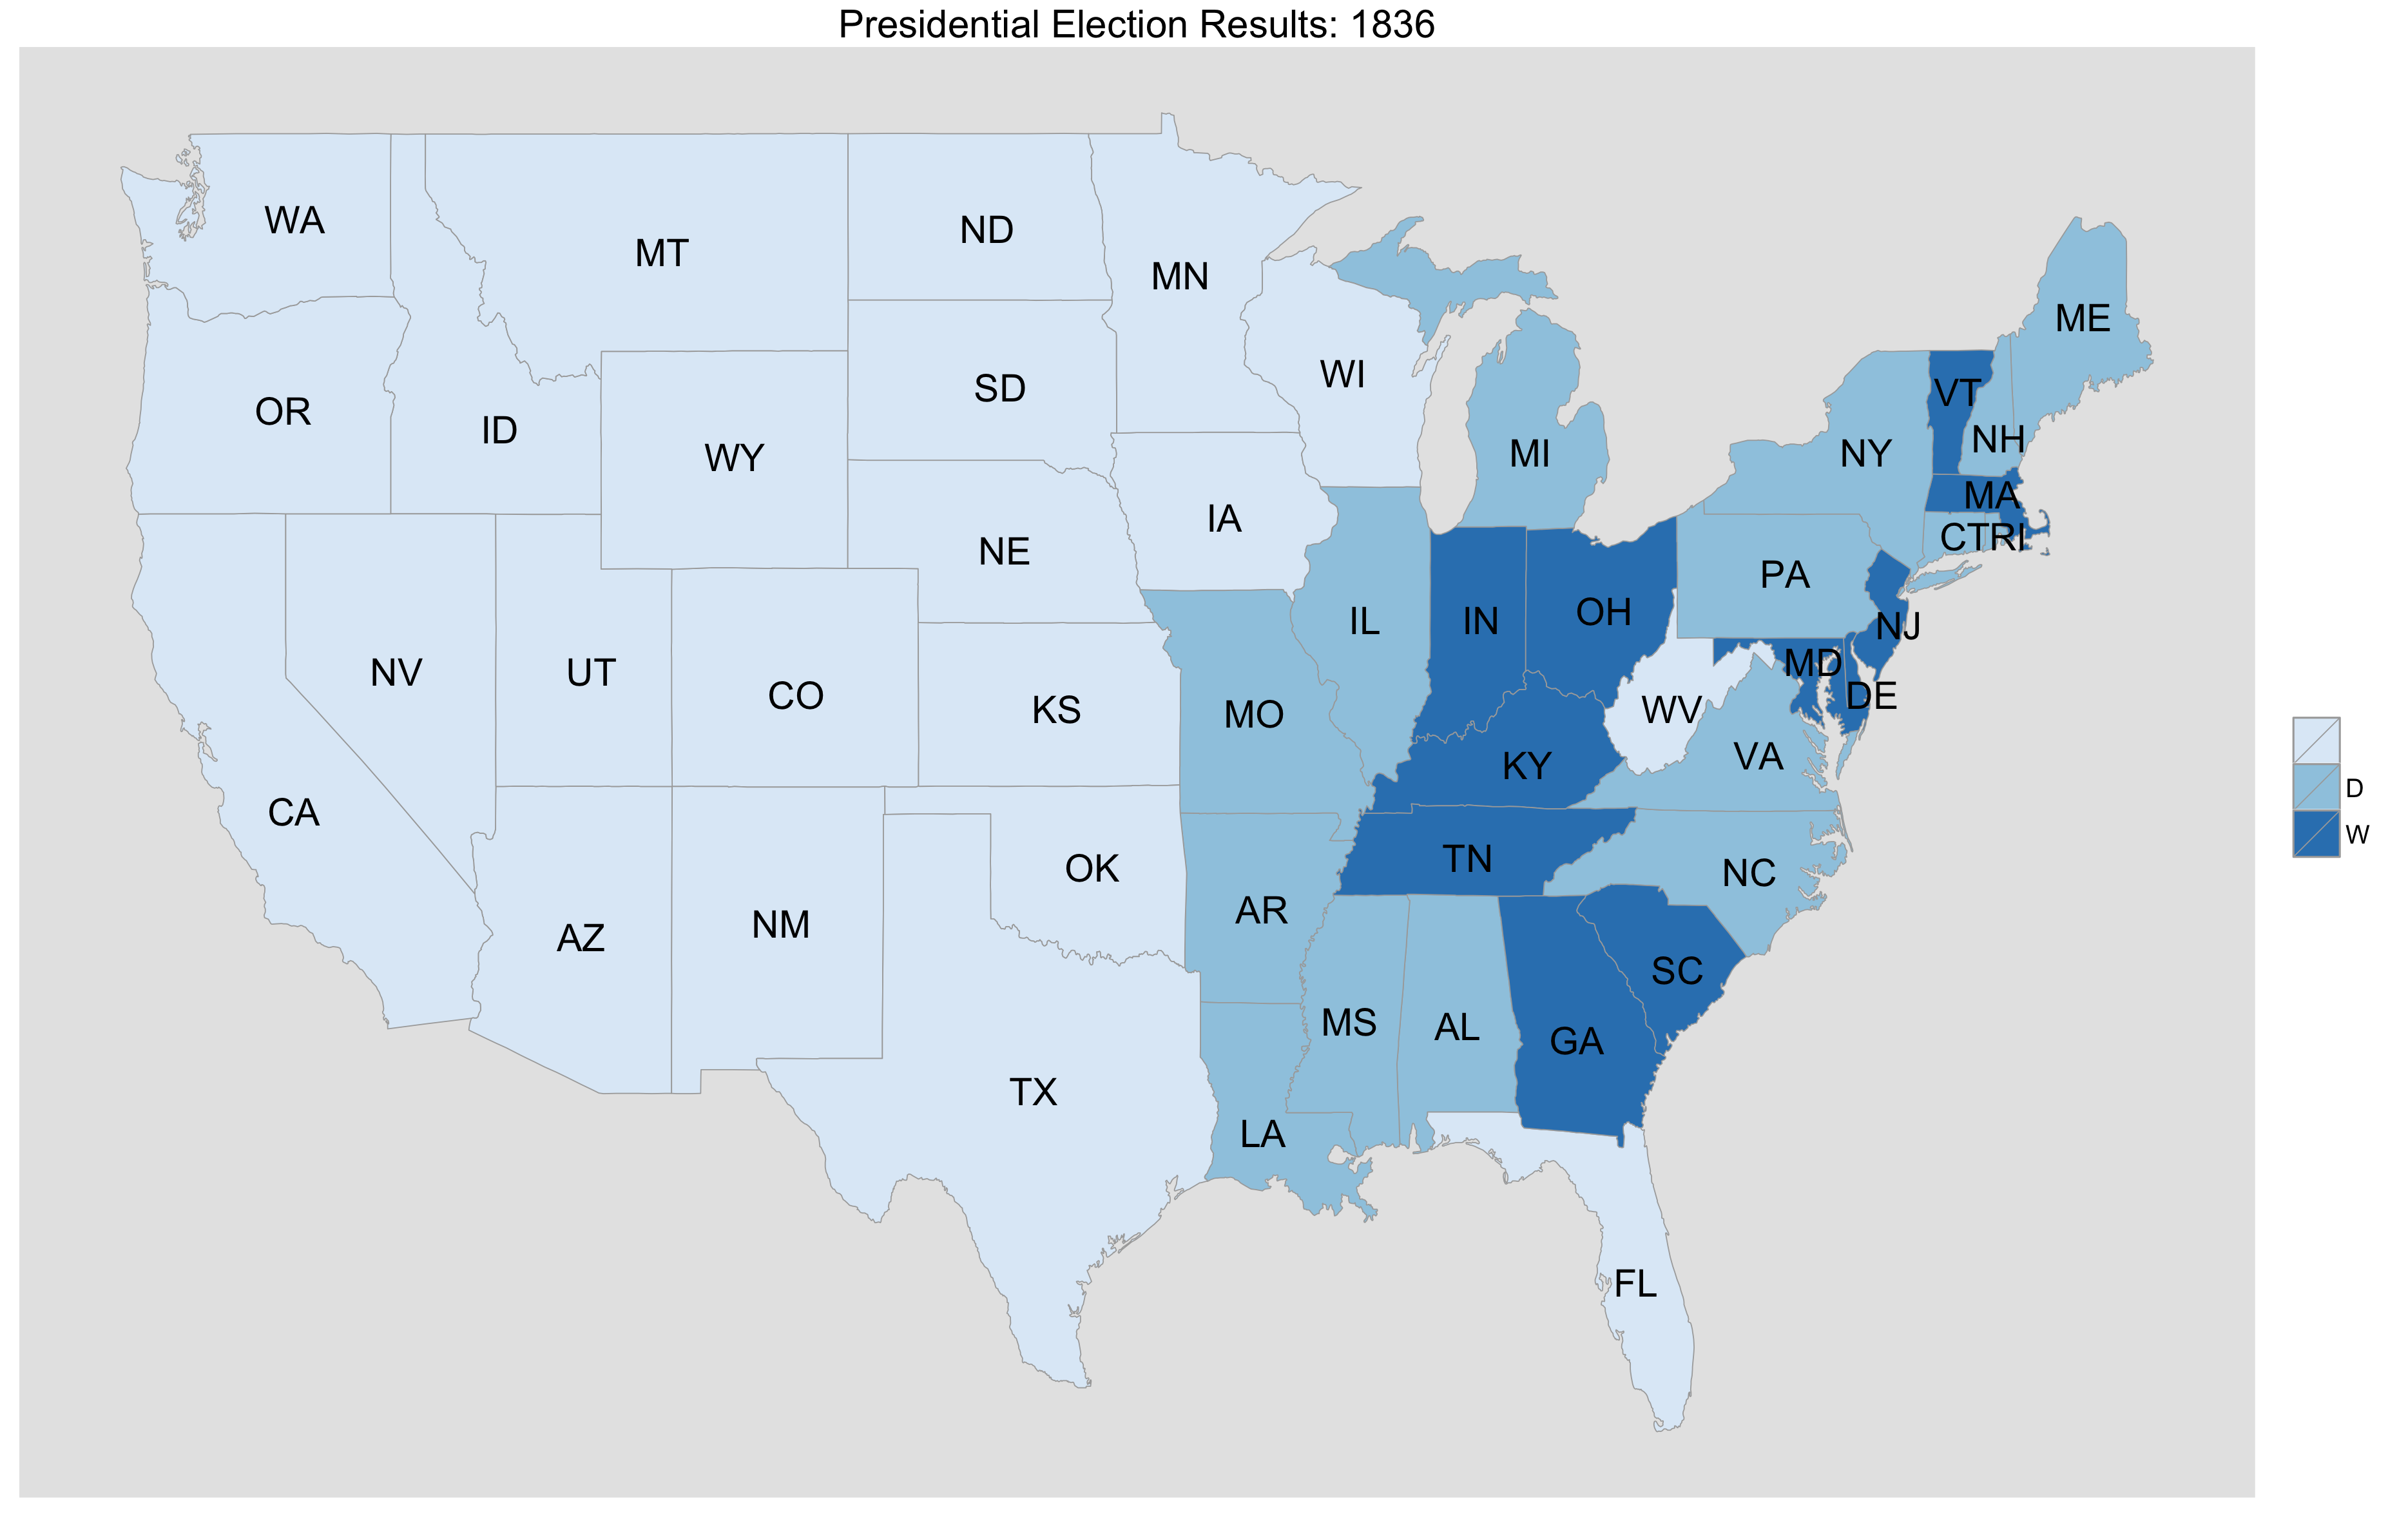 Presidential Election Results: 1836
WA
MT
ND
MN
ME
OR
ID
WY
SD
WI
MI
NY
VT
NH
MA
CTRI
IA
NE
PA
NJ
NV
UT
CO
KS
MO
IL
IN
OH
WV
MD
DE
VA
KY
CA
OK
AR
TN
NC
AZ
NM
SC
MS
AL
GA
TX
LA
FL
D
W